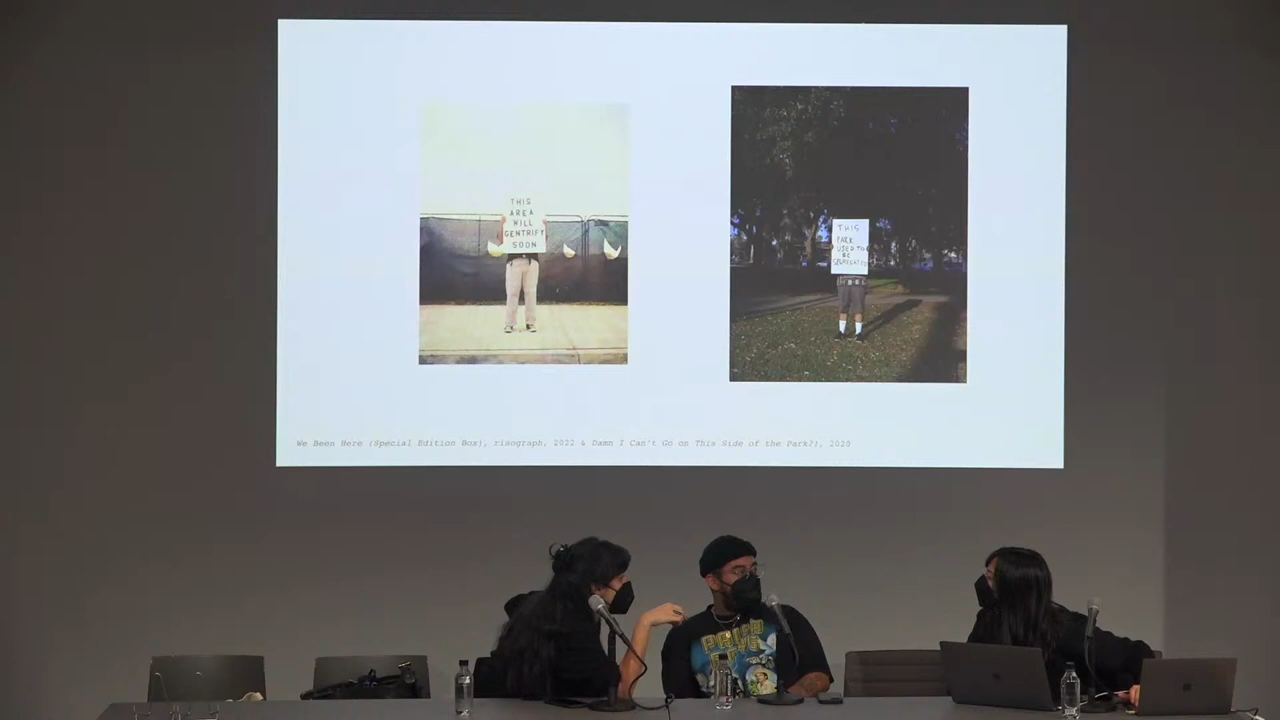 THIS
AREA
WILL
GENTRIFY
SOON
THIS
PARK
USED TO
BE
SEGREGATED
We Been Here (Special Edition Box), risograph, 2022 & Damn I Can't Go on This Side of the Park?), 2020